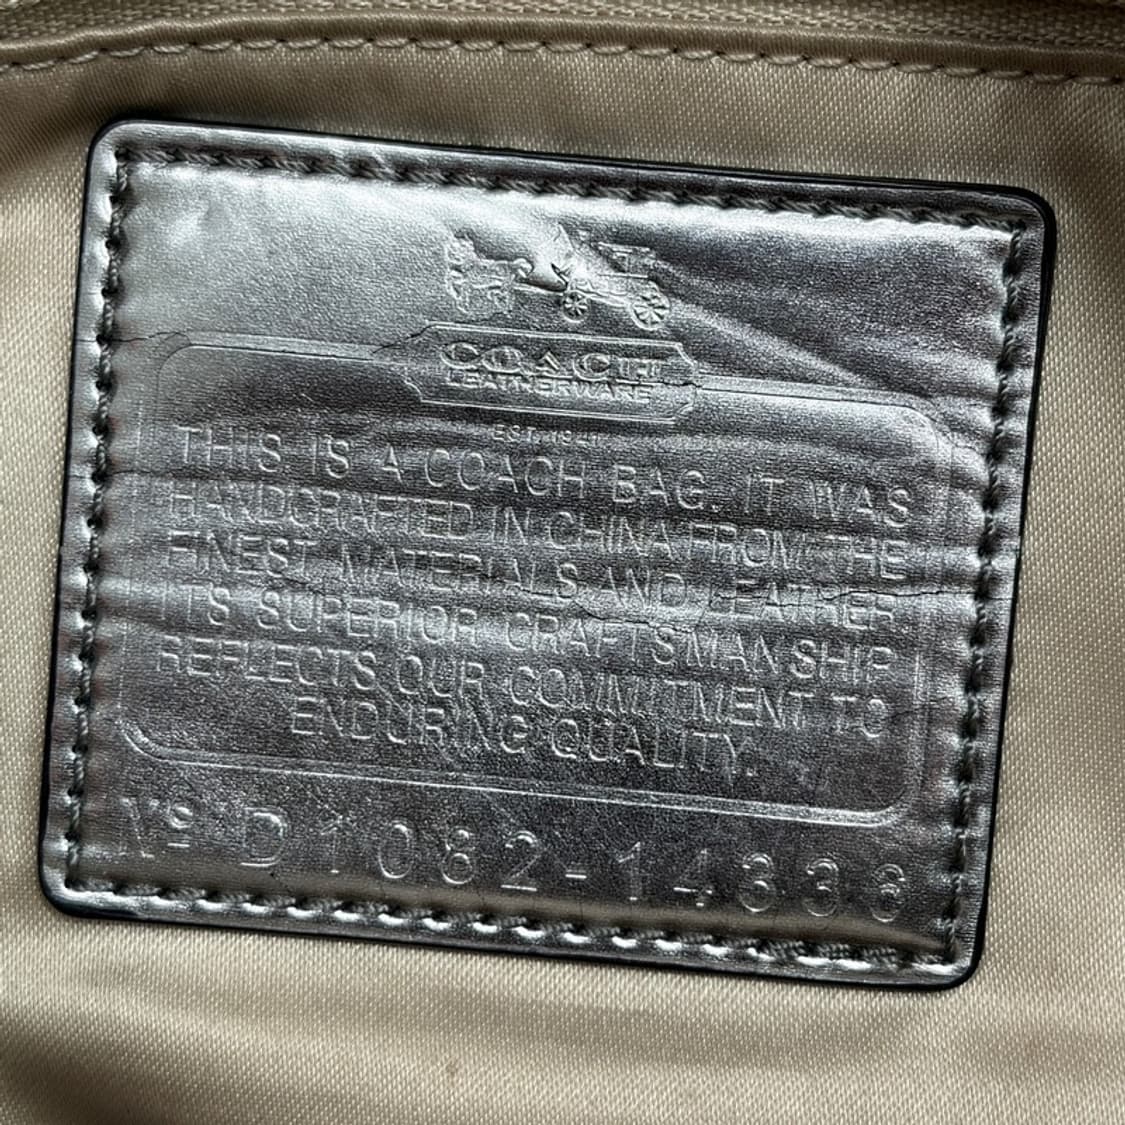 COACH
LEATHERWARE
EST. 1941
THIS IS A COACH BAG. IT WAS
HANDCRAFTED IN CHINA FROM THE
FINEST MATERIALS AND LEATHER.
ITS SUPERIOR CRAFTSMANSHIP
REFLECTS OUR COMMITMENT TO
ENDURING QUALITY.
Nº D1082-14336